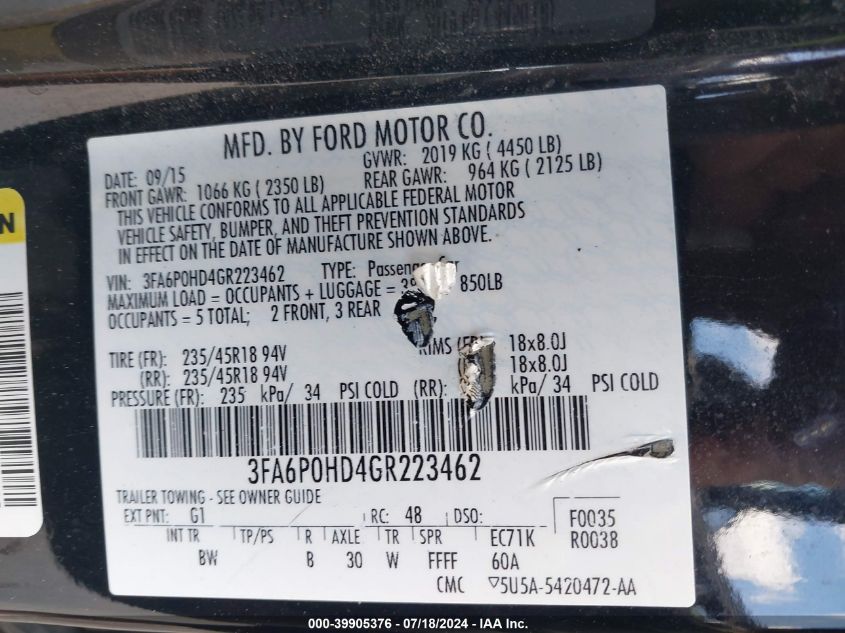 MFD. BY FORD MOTOR CO.
DATE: 09/15 GVWR: 2019 KG ( 4450 LB)
FRONT GAWR: 1066 KG ( 2350 LB) REAR GAWR: 964 KG ( 2125 LB)
THIS VEHICLE CONFORMS TO ALL APPLICABLE FEDERAL MOTOR
VEHICLE SAFETY, BUMPER, AND THEFT PREVENTION STANDARDS
IN EFFECT ON THE DATE OF MANUFACTURE SHOWN ABOVE.
VIN: 3FA6P0HD4GR223462 TYPE:
MAXIMUM LOAD = OCCUPANTS + LUGGAGE = 850LB
OCCUPANTS = 5 TOTAL; 2 FRONT, 3 REAR
TIRE (FR): 235/45R18 94V RIMS 18x8.0J
(RR): 235/45R18 94V 18x8.0J
PRESSURE (FR): 235 kPa/ 34 PSI COLD (RR): kPa/ 34 PSI COLD
3FA6P0HD4GR223462
TRAILER TOWING - SEE OWNER GUIDE
EXT PNT: G1 RC: 48 DSO: F0035
INT TR TP/PS R AXLE TR SPR EC71K R0038
BW B 30 W FFFF 60A
CMC 5U5A-5420472-AA
N
000-39905376 - 07/18/2024 - IAA Inc.